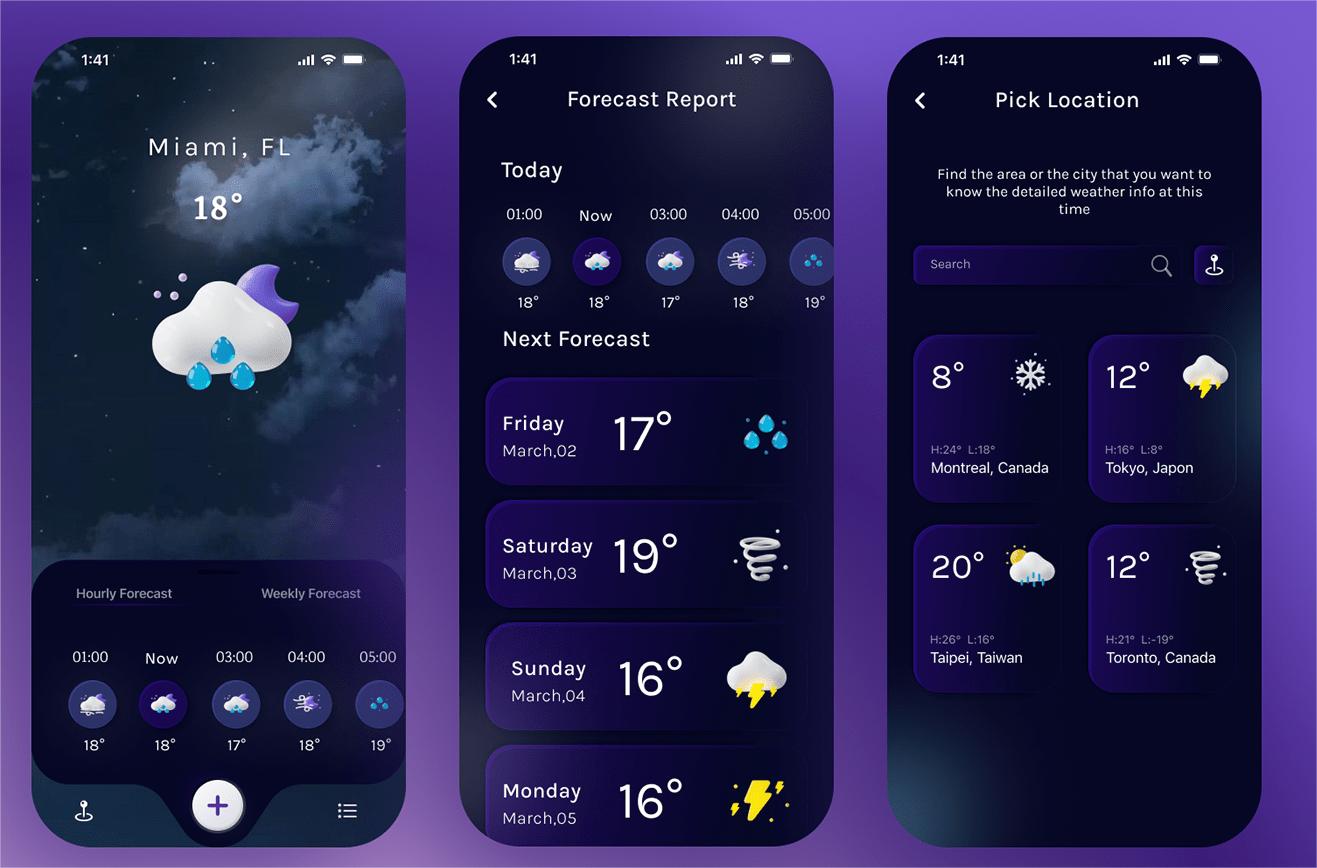 1:41
Miami, FL
18°
Hourly Forecast Weekly Forecast
01:00 Now 03:00 04:00 05:00
18° 18° 17° 18° 19°
1:41
Forecast Report
Today
01:00 Now 03:00 04:00 05:00
18° 18° 17° 18° 19°
Next Forecast
Friday
March,02
17°
Saturday
March,03
19°
Sunday
March,04
16°
Monday
March,05
16°
1:41
Pick Location
Find the area or the city that you want to
know the detailed weather info at this
time
Search
8°
H:24° L:18°
Montreal, Canada
12°
H:16° L:8°
Tokyo, Japon
20°
H:26° L:16°
Taipei, Taiwan
12°
H:21° L:-19°
Toronto, Canada